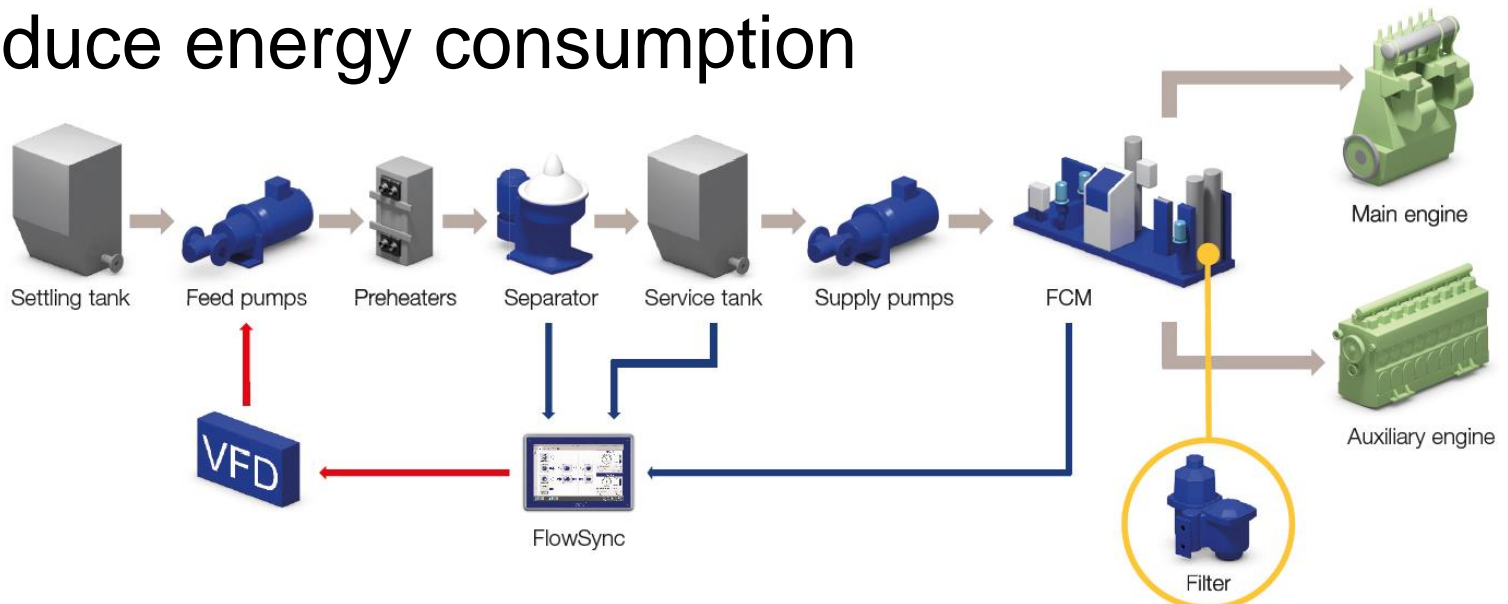 duce energy consumption
Main engine
Settling tank
Feed pumps
Preheaters
Separator
Service tank
Supply pumps
FCM
VFD
FlowSync
Auxiliary engine
Filter